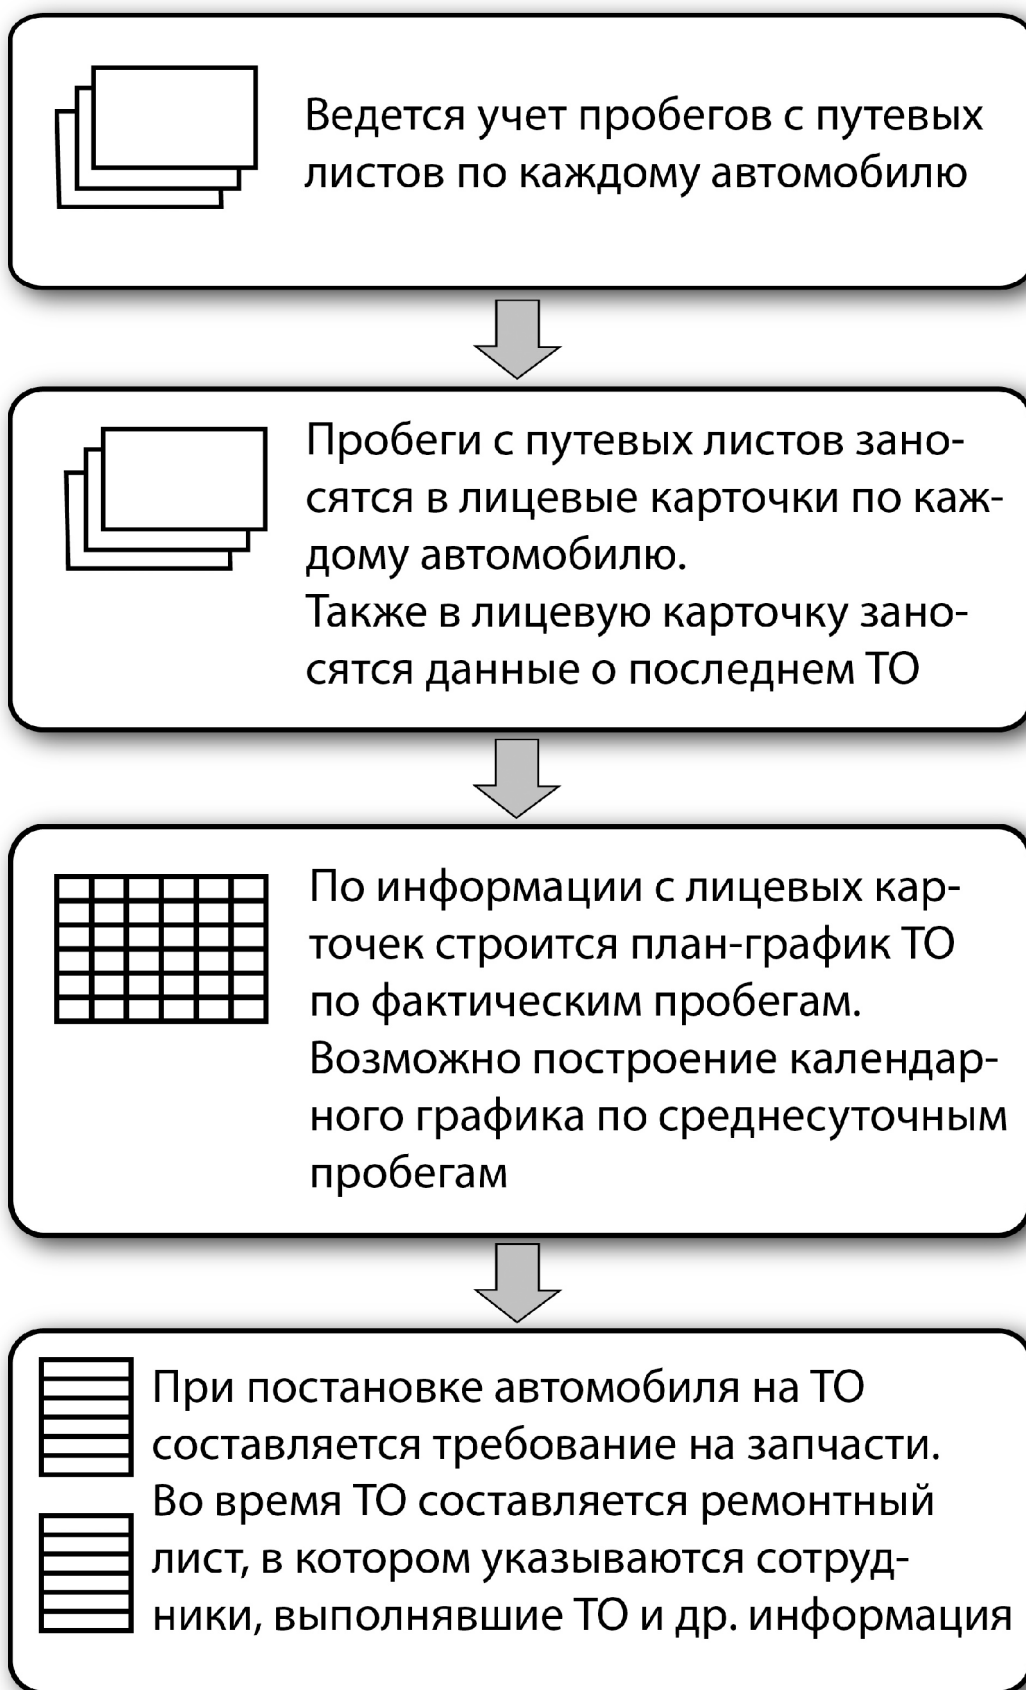 Ведется учет пробегов с путевых
листов по каждому автомобилю
Пробеги с путевых листов зано-
сятся в лицевые карточки по каж-
дому автомобилю.
Также в лицевую карточку зано-
сятся данные о последнем ТО
По информации с лицевых кар-
точек строится план-график ТО
по фактическим пробегам.
Возможно построение календар-
ного графика по среднесуточным
пробегам
При постановке автомобиля на ТО
составляется требование на запчасти.
Во время ТО составляется ремонтный
лист, в котором указываются сотруд-
ники, выполнявшие ТО и др. информация